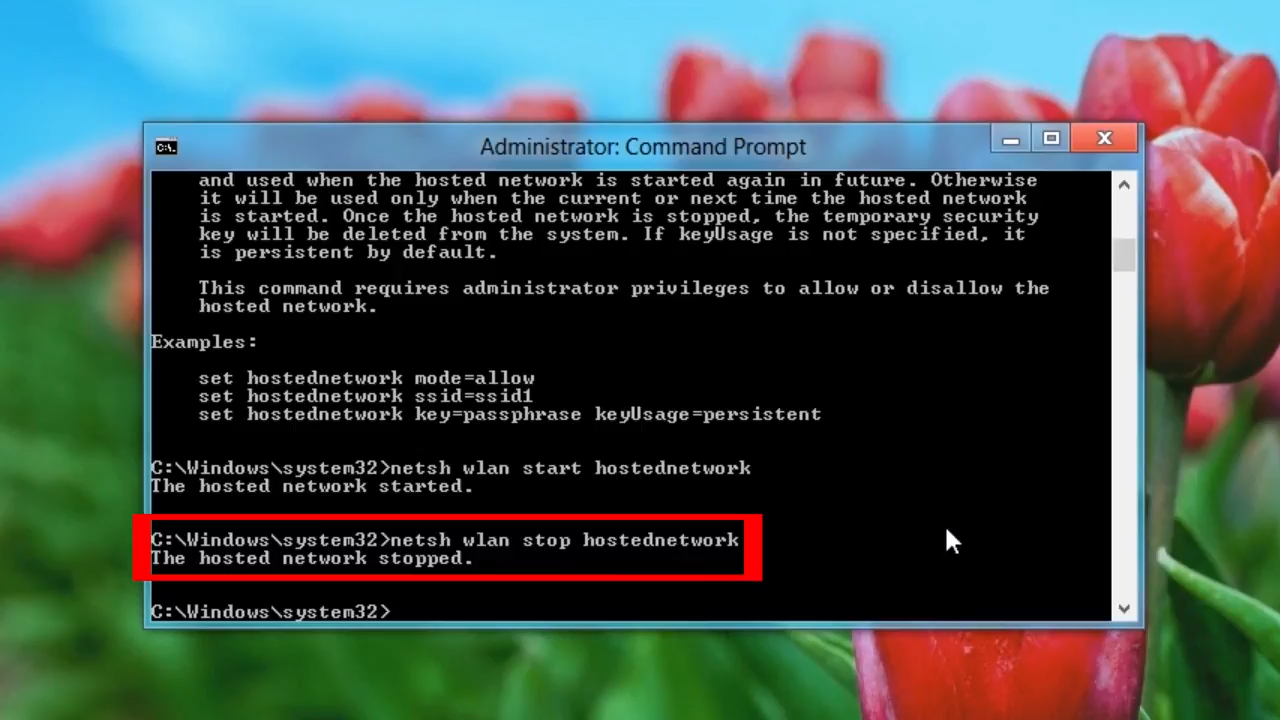 Administrator: Command Prompt
and used when the hosted network is started again in future. Otherwise
it will be used only when the current or next time the hosted network
is started. Once the hosted network is stopped, the temporary security
key will be deleted from the system. If keyUsage is not specified, it
is persistent by default.
This command requires administrator privileges to allow or disallow the
hosted network.
Examples:
set hostednetwork mode=allow
set hostednetwork ssid=ssid1
set hostednetwork key=passphrase keyUsage=persistent
C:\Windows\system32>netsh wlan start hostednetwork
The hosted network started.
C:\Windows\system32>netsh wlan stop hostednetwork
The hosted network stopped.
C:\Windows\system32>